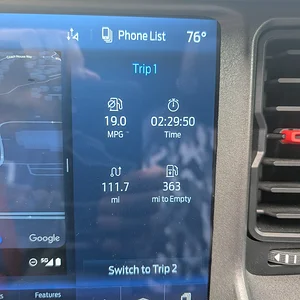 Phone List 76°
Trip 1
19.0
MPG
02:29:50
Time
111.7
mi
363
mi to Empty
Google
5G
Switch to Trip 2
Features